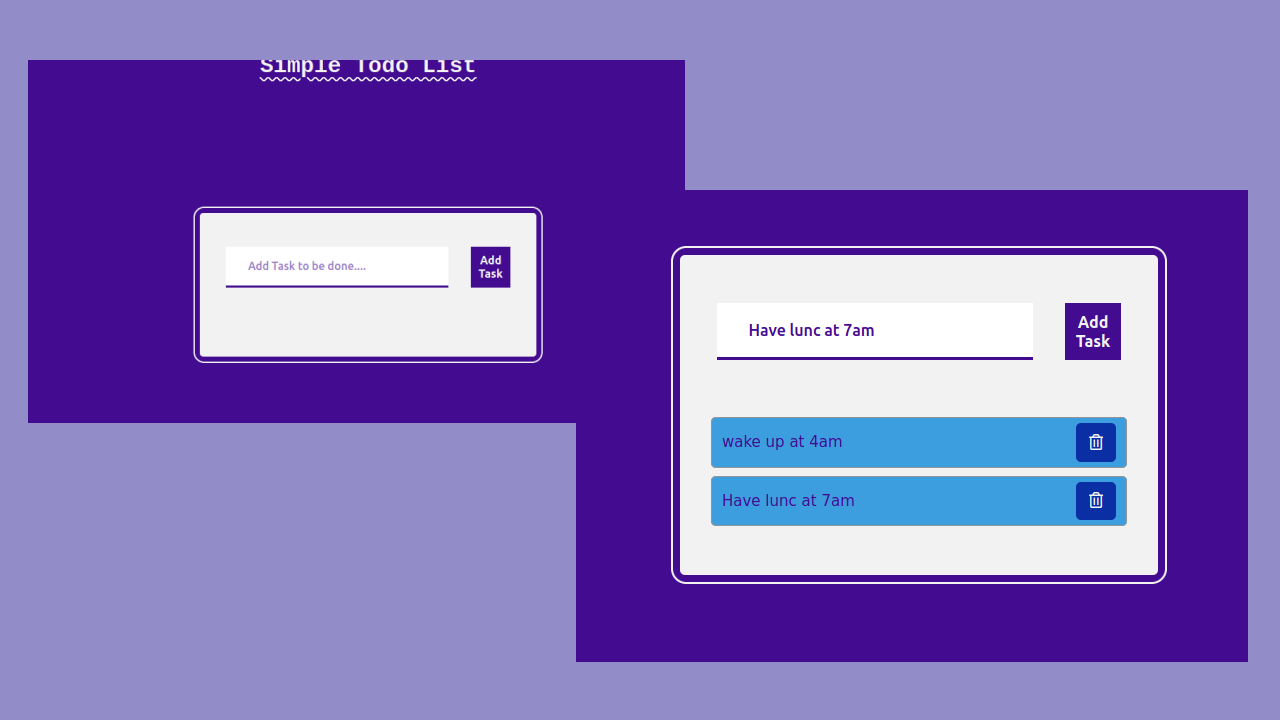 Simple Todo List
Add Task to be done....
Add
Task
Have lunc at 7am
Add
Task
wake up at 4am
Have lunc at 7am